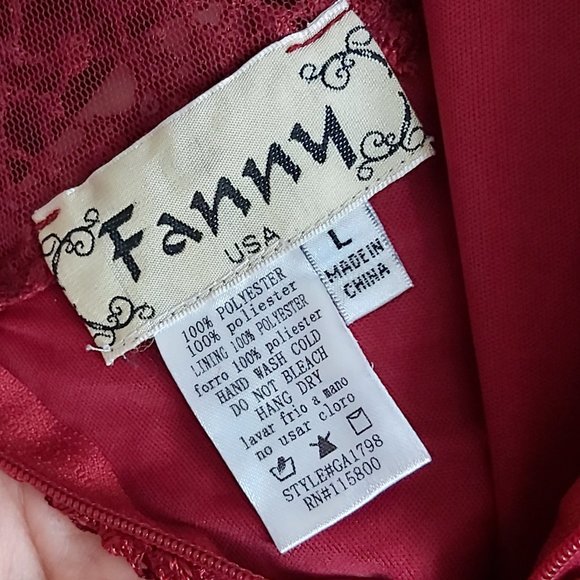 Fanny
USA
L
MADE IN
CHINA
100% POLYESTER
100% poliester
LINING 100% POLYESTER
forro 100% poliester
HAND WASH COLD
DO NOT BLEACH
HANG DRY
lavar frio a mano
no usar cloro
STYLE#GA1798
RN#115800